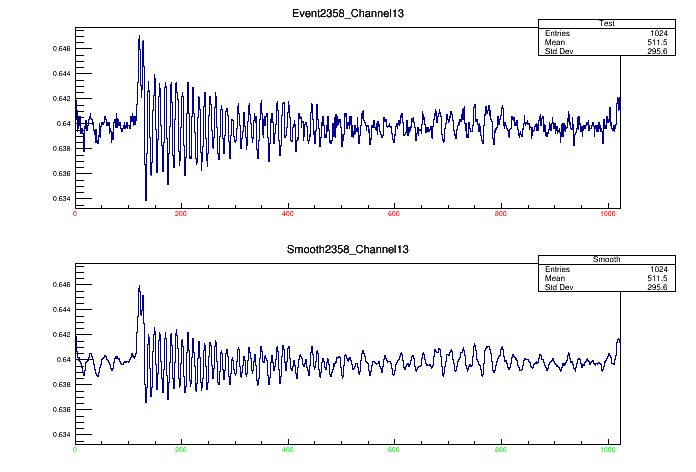 Event2358_Channel13
Test
Entries 1024
Mean 511.5
Std Dev 295.6
0.646
0.644
0.642
0.64
0.638
0.636
0.634
0 200 400 600 800 1000
Smooth2358_Channel13
Smooth
Entries 1024
Mean 511.5
Std Dev 295.6
0.646
0.644
0.642
0.64
0.638
0.636
0.634
0 200 400 600 800 1000